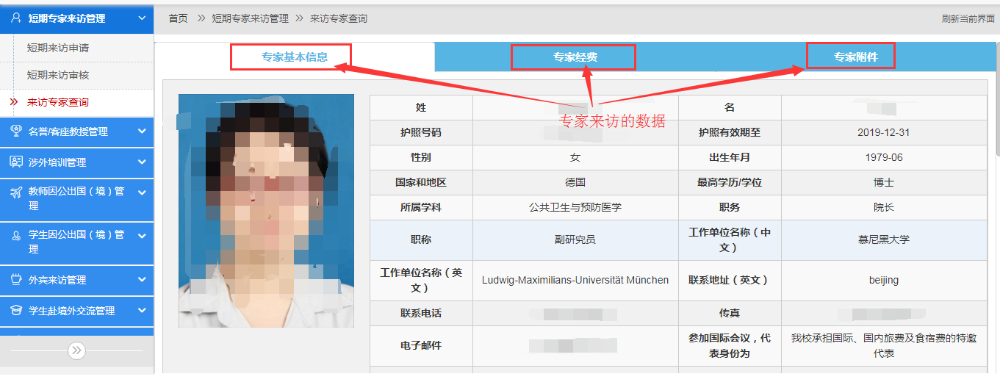 短期专家来访管理
首页 短期专家来访管理 来访专家查询
刷新当前界面
短期来访申请
短期来访审核
来访专家查询
名誉/客座教授管理
涉外培训管理
教师因公出国（境）管
理
学生因公出国（境）管
理
外宾来访管理
学生赴境外交流管理
专家基本信息
专家经费
专家附件
专家来访的数据
姓 名
护照号码 护照有效期至 2019-12-31
性别 女 出生年月 1979-06
国家和地区 德国 最高学历/学位 博士
所属学科 公共卫生与预防医学 职务 院长
职称 副研究员 工作单位名称（中
文） 慕尼黑大学
工作单位名称（英
文） Ludwig-Maximilians-Universität München 联系地址（英文） beijing
联系电话 传真
电子邮件 参加国际会议，代
表身份为 我校承担国际、国内旅费及食宿费的特邀
代表